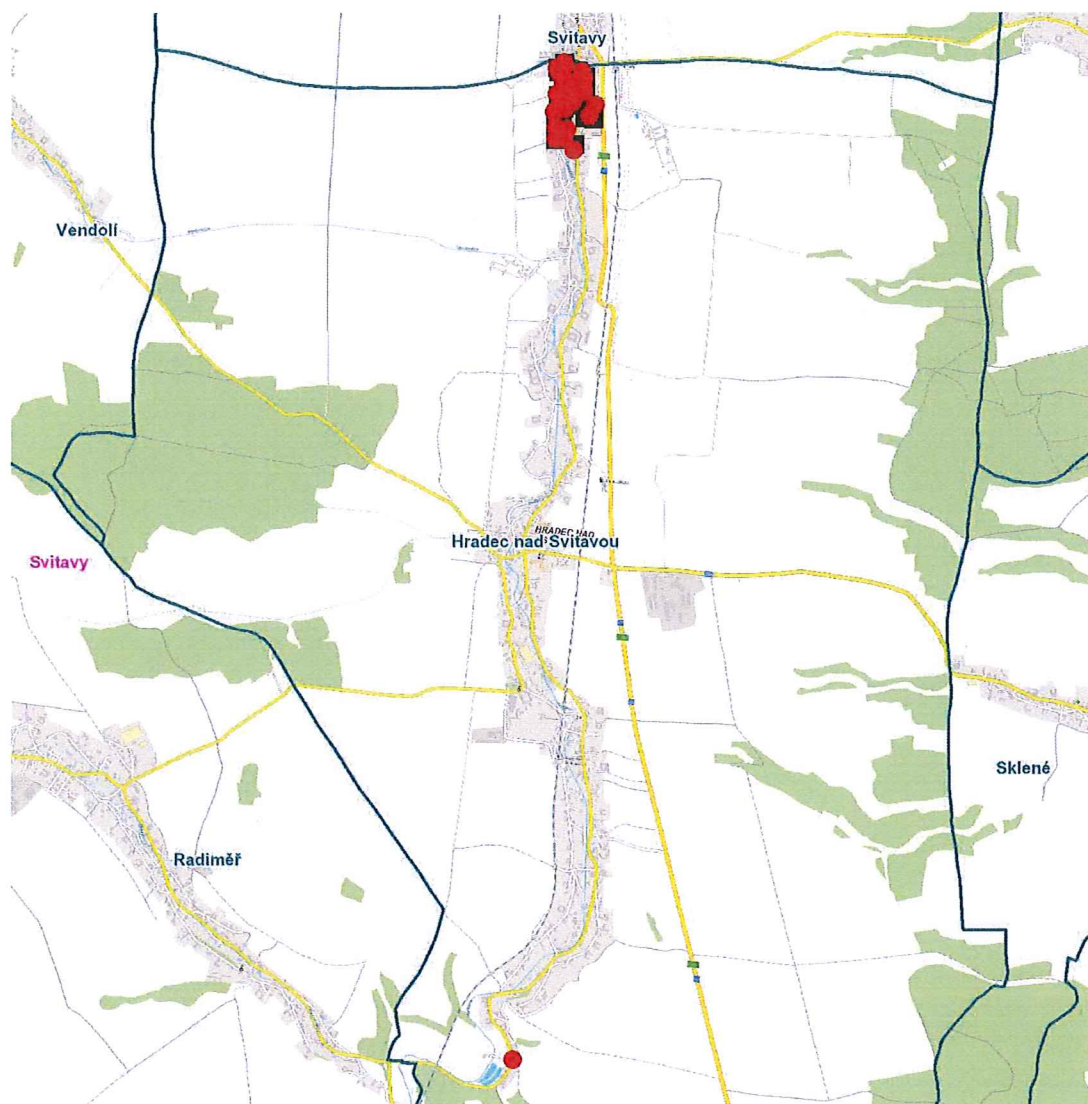 Svitavy
Vendolí
HRADEC NAD
Hradec nad Svitavou
Svitavy
Sklené
Radiměř